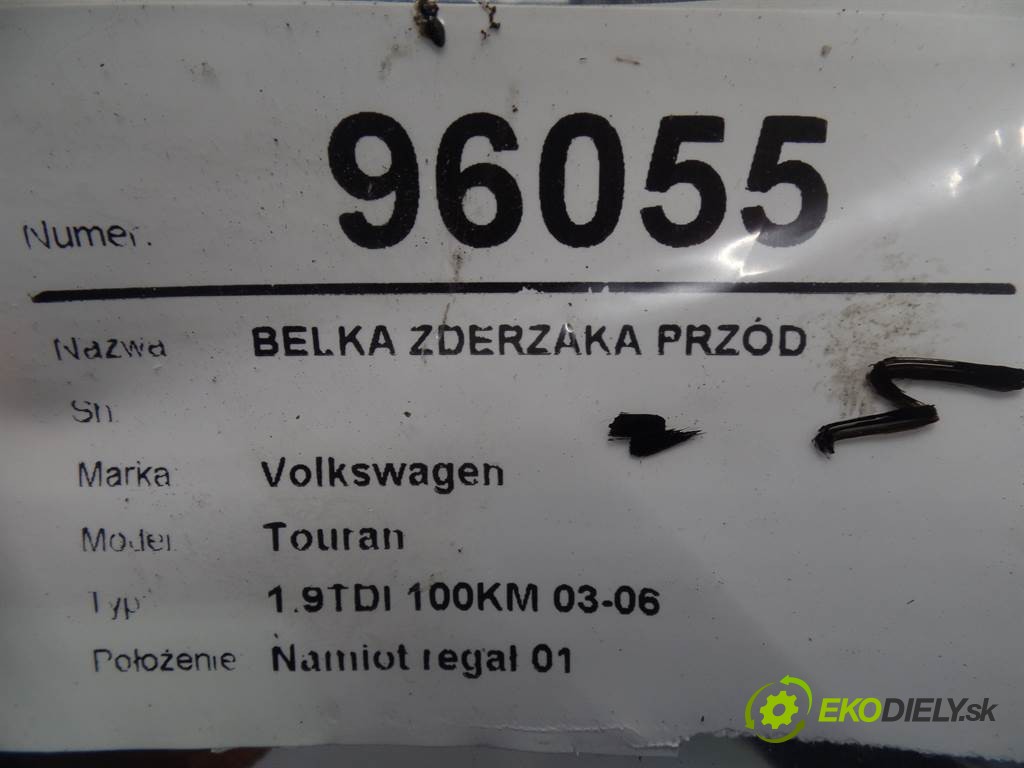 Numer. 96055
Nazwa BELKA ZDERZAKA PRZÓD
Sn.
Marka Volkswagen
Model Touran
Typ 1.9TDI 100KM 03-06
Położenie Namiot regał 01
EKODIELY.sk